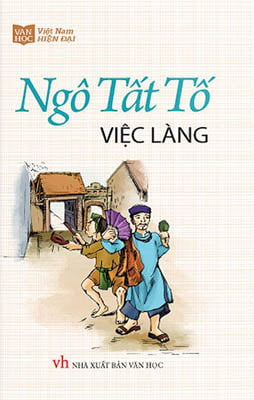 VĂN HỌC
Việt Nam
HIỆN ĐẠI
Ngô Tất Tố
VIỆC LÀNG
vh NHÀ XUẤT BẢN VĂN HỌC